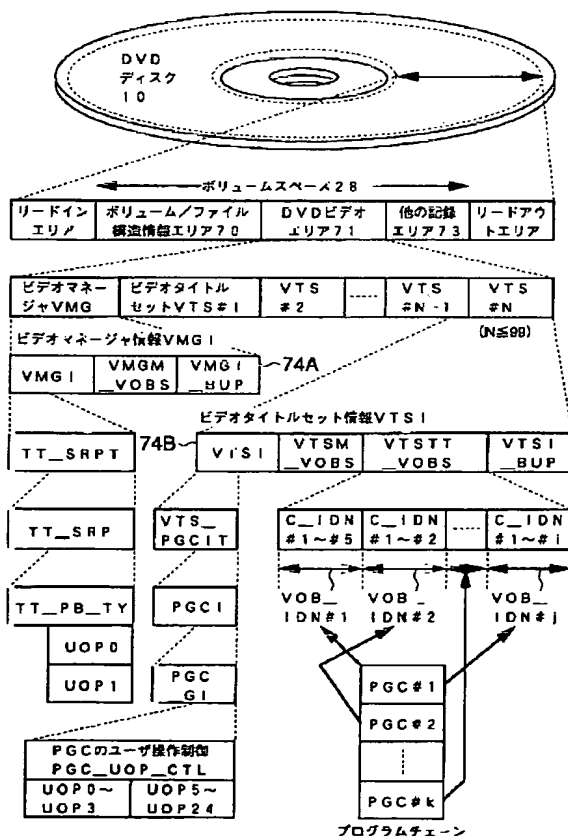 DVD
ディスク
10
ボリュームスペース28
リードイン
エリア
ボリューム/ファイル
構造情報エリア70
DVDビデオ
エリア71
他の記録
エリア73
リードアウ
トエリア
ビデオマネー
ジャVMG
ビデオタイトル
セットVTS#1
VTS
#2
VTS
#N-1
VTS
#N
(N≦99)
ビデオマネージャ情報VMGI
VMGI
VMGM
_VOBS
VMGI
_BUP
74A
ビデオタイトルセット情報VTSI
74B
VTSI
VTSM
_VOBS
VTSTT
_VOBS
VTSI
_BUP
TT_SRPT
TT_SRP
VTS_
PGCIT
C_IDN
#1~#5
C_IDN
#1~#2
C_IDN
#1~#i
TT_PB_TY
UOP0
UOP1
PGCI
VOB_
IDN#1
VOB_
IDN#2
VOB_
IDN#j
PGC_
GI
PGC#1
PGC#2
PGC#k
プログラムチェーン
PGCのユーザ操作制御
PGC_UOP_CTL
UOP0~
UOP3
UOP5~
UOP24